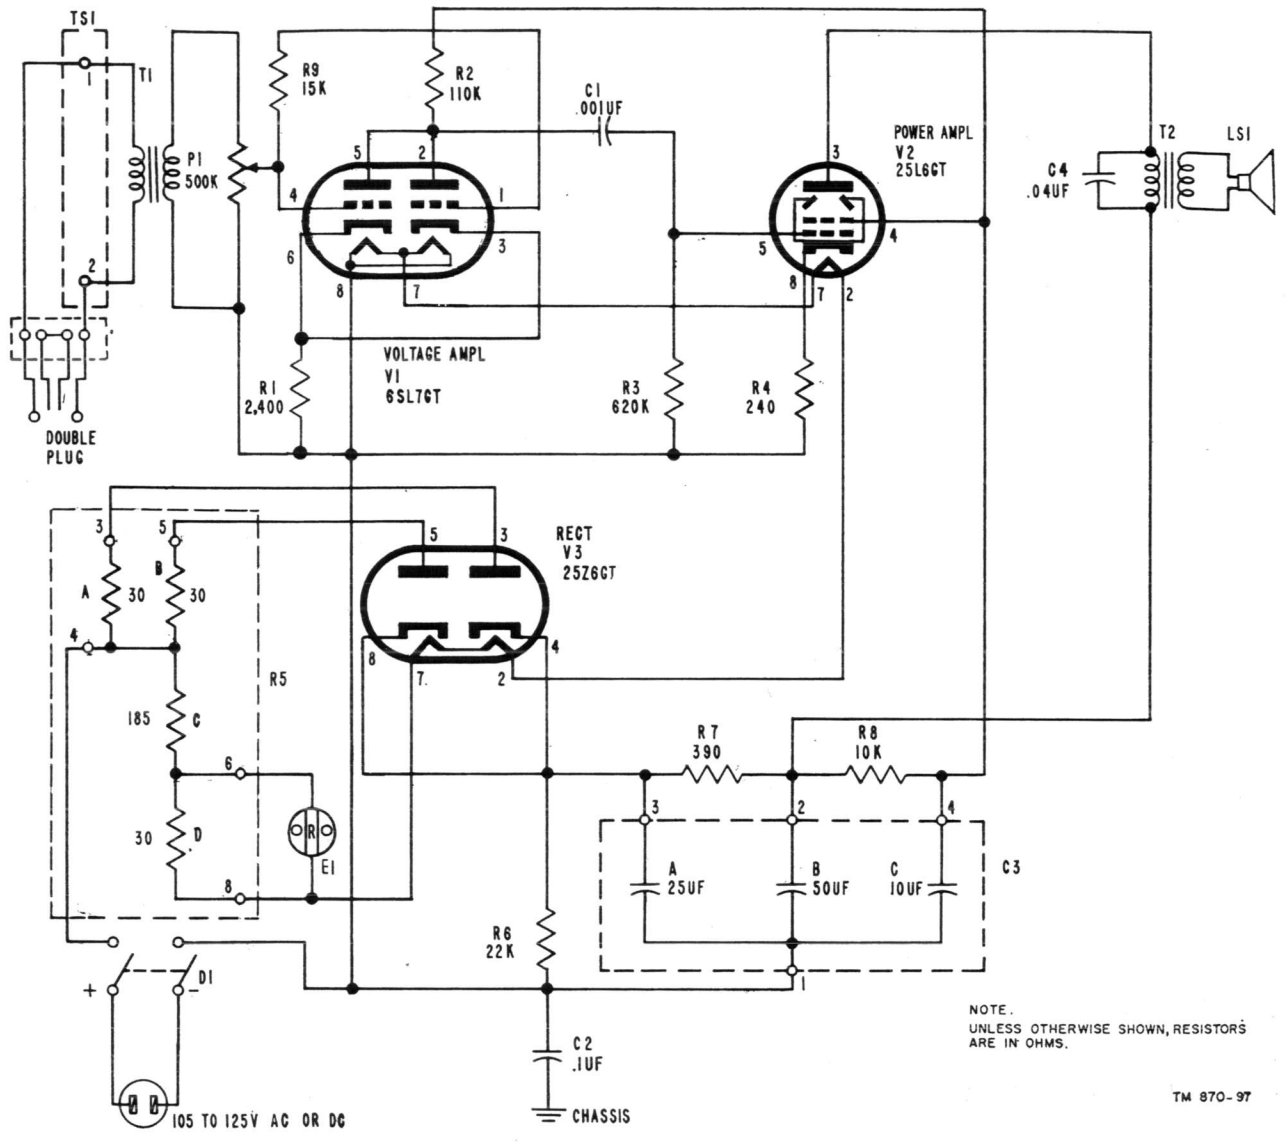 TS1
1
T1
P1
500K
2
DOUBLE
PLUG
R9
15K
R2
110K
C1
.001UF
5
2
4
1
6
3
8
7
VOLTAGE AMPL
V1
6SL7GT
R1
2,400
R3
620K
R4
240
POWER AMPL
V2
25L6GT
3
5
4
8
7
2
T2
LS1
C4
.04UF
3
5
A
30
B
30
4
R5
185
C
6
30
D
8
R
E1
RECT
V3
25Z6GT
5
3
8
4
7.
2
R7
390
R8
10K
3
2
4
A
25UF
B
50UF
C
10UF
C3
1
R6
22K
D1
+
-
C2
.1UF
CHASSIS
105 TO 125V AC OR DC
NOTE.
UNLESS OTHERWISE SHOWN, RESISTORS
ARE IN OHMS.
TM 870-97